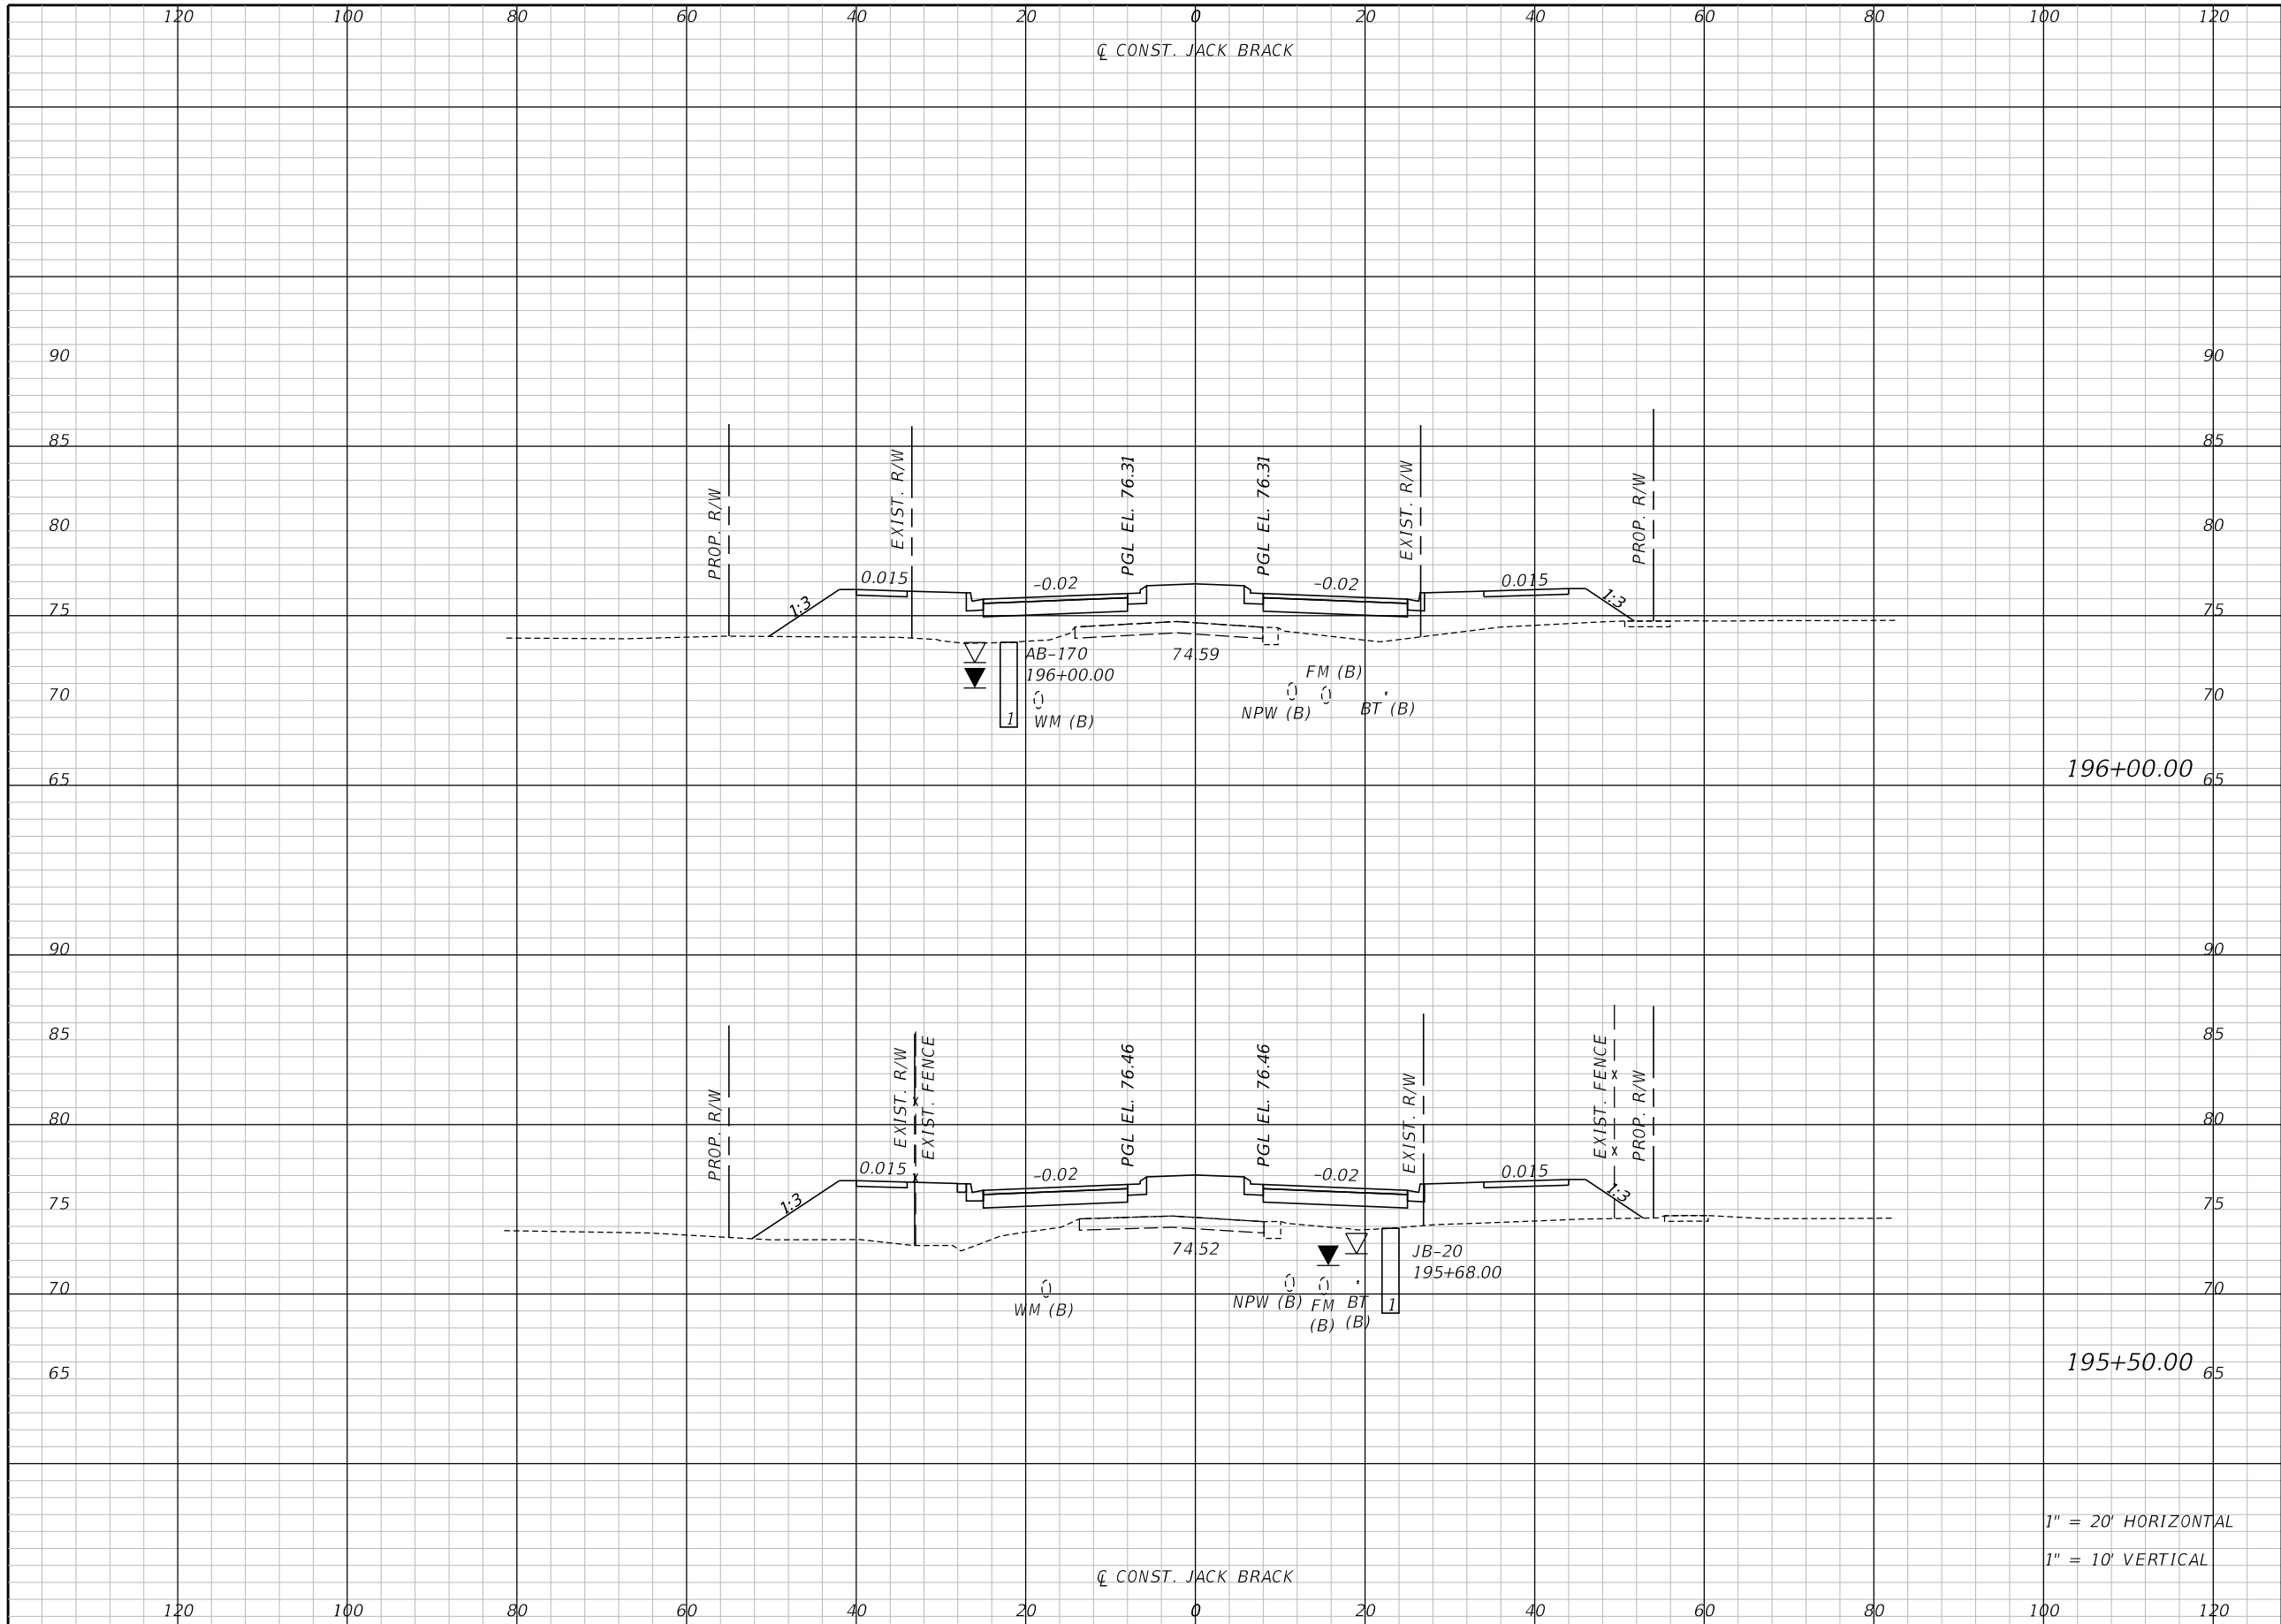 120 100 80 60 40 20 0 20 40 60 80 100 120
℄ CONST. JACK BRACK
90 90
85 85
PROP. R/W
EXIST. R/W
PGL EL. 76.31
PGL EL. 76.31
EXIST. R/W
PROP. R/W
80 80
1:3
0.015
-0.02
-0.02
0.015
1:3
75 75
AB-170
196+00.00
74.59
1
WM (B)
FM (B)
NPW (B)
BT (B)
70 70
196+00.00
65 65
90 90
85 85
PROP. R/W
EXIST. R/W
EXIST. FENCE
PGL EL. 76.46
PGL EL. 76.46
EXIST. R/W
EXIST. FENCE
PROP. R/W
80 80
1:3
0.015
-0.02
-0.02
0.015
1:3
75 75
74.52
JB-20
195+68.00
70 70
WM (B)
NPW (B)
FM
(B)
BT
(B)
1
195+50.00
65 65
1" = 20' HORIZONTAL
1" = 10' VERTICAL
℄ CONST. JACK BRACK
120 100 80 60 40 20 0 20 40 60 80 100 120